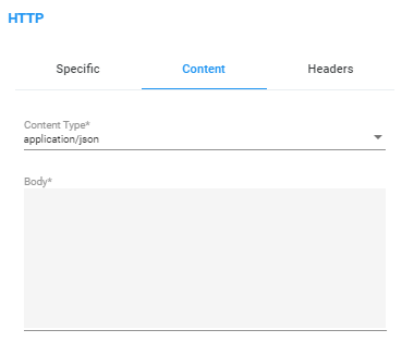 HTTP
Specific Content Headers
Content Type*
application/json
Body*